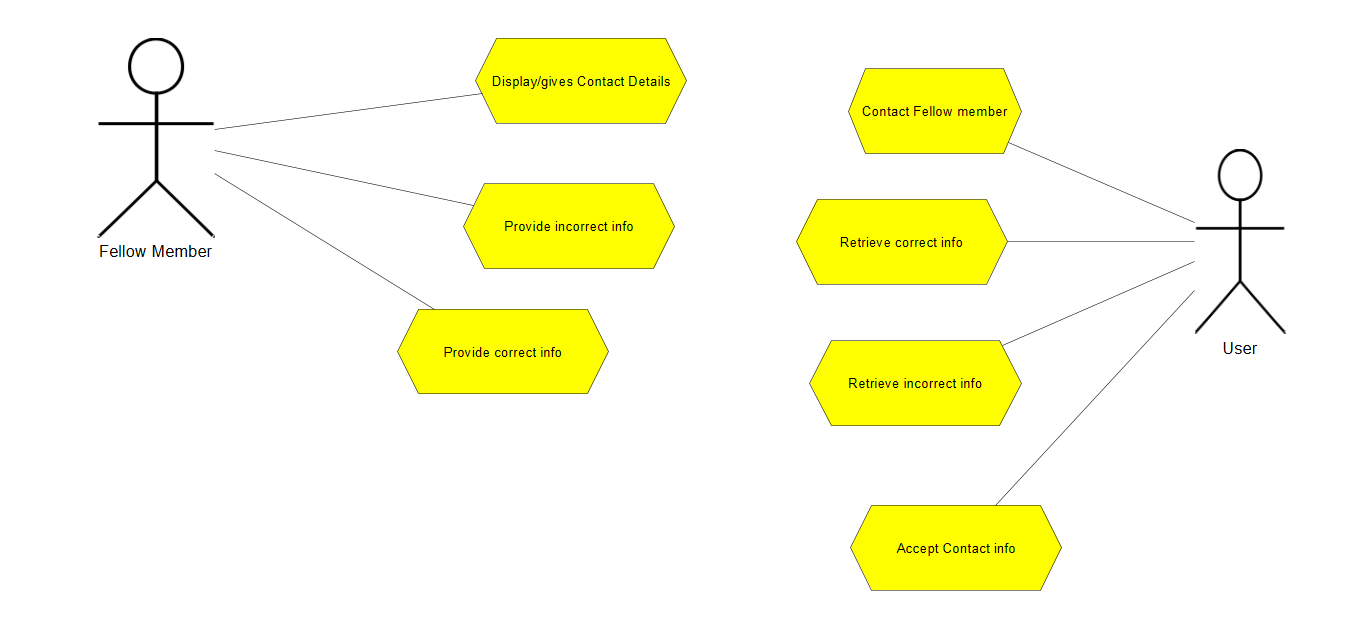 Display/gives Contact Details
Contact Fellow member
Provide incorrect info
Retrieve correct info
Fellow Member
Provide correct info
User
Retrieve incorrect info
Accept Contact info